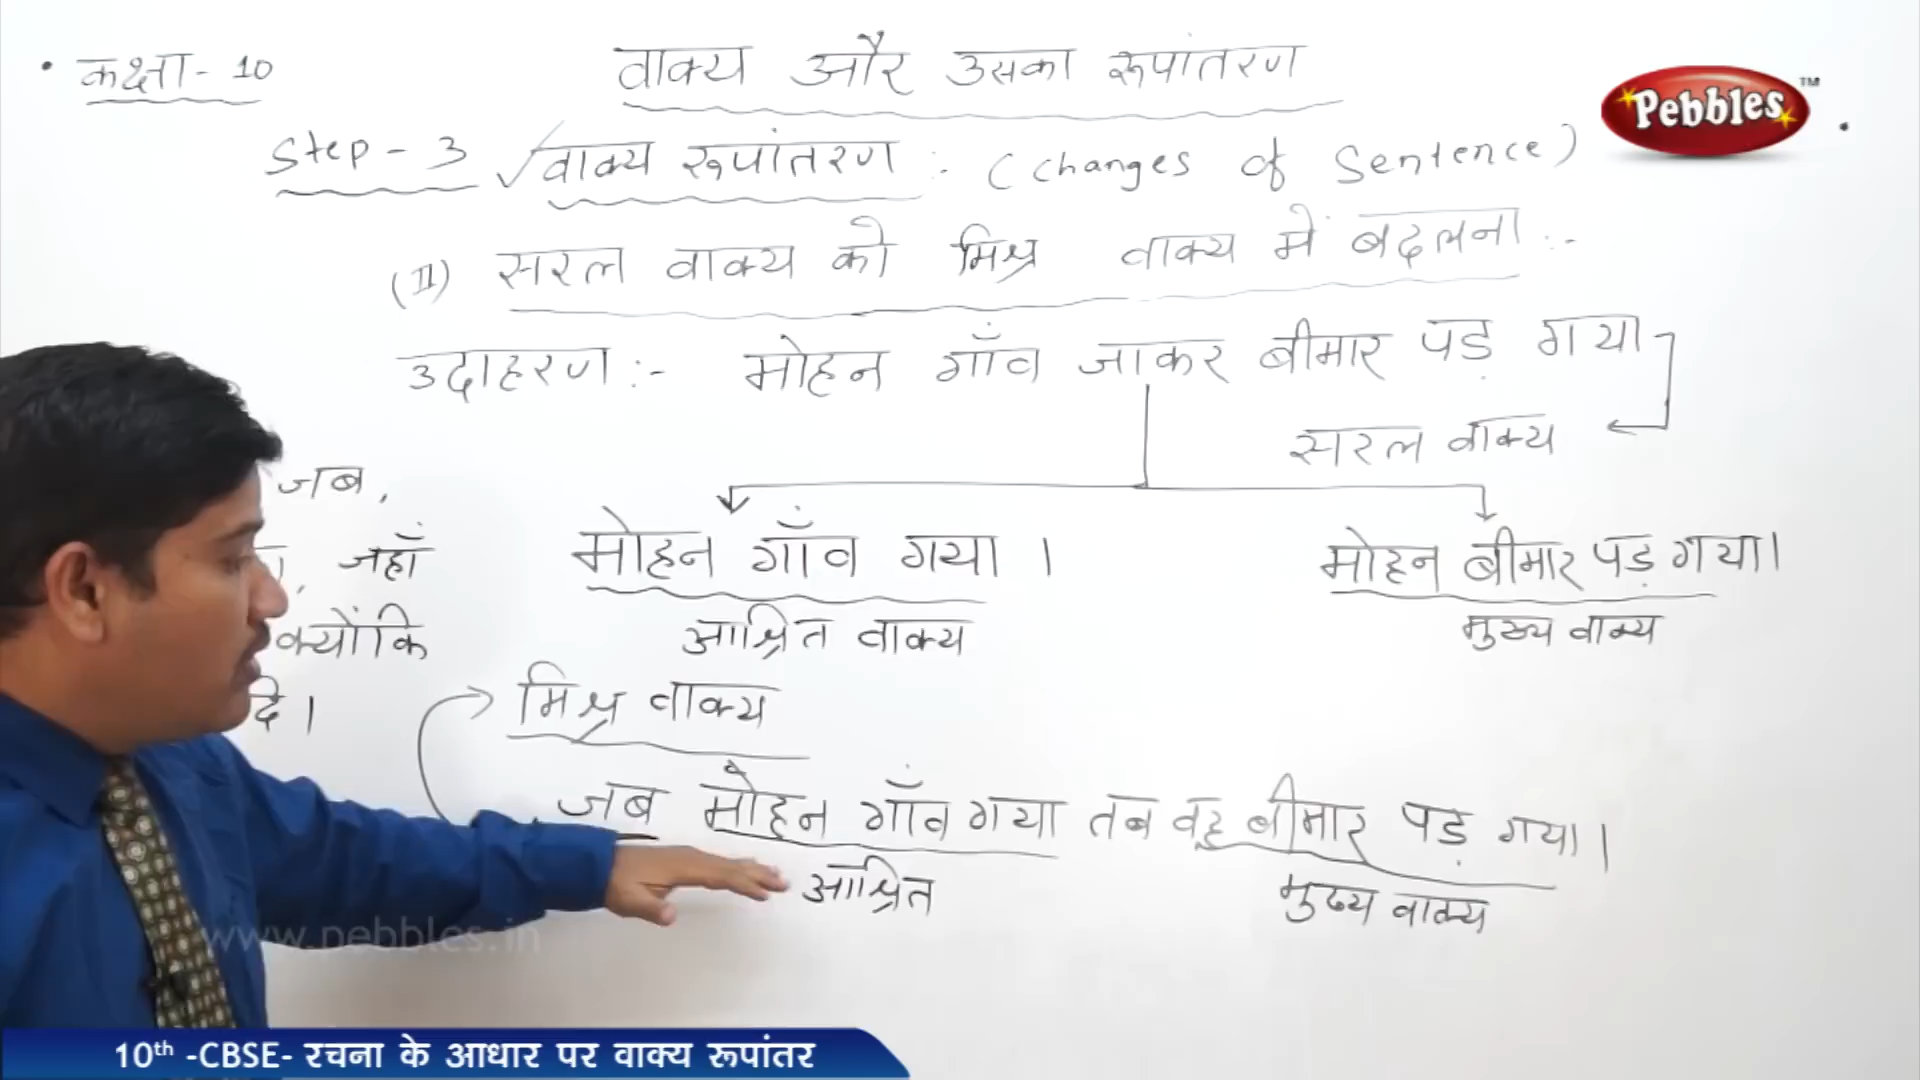 • कक्षा - 10
वाक्य और उसका रूपांतरण
Pebbles™
Step - 3 √वाक्य रूपांतरण :- (Changes of Sentence)
(II) सरल वाक्य को मिश्र वाक्य में बदलना :-
उदाहरण :- मोहन गाँव जाकर बीमार पड़ गया
सरल वाक्य
जब,
जहाँ
क्योंकि
मोहन गाँव गया ।
आश्रित वाक्य
मोहन बीमार पड़ गया।
मुख्य वाक्य
मिश्र वाक्य
जब मोहन गाँव गया तब वह बीमार पड़ गया।
आश्रित
मुख्य वाक्य
www.pebbles.in
10th -CBSE- रचना के आधार पर वाक्य रूपांतर